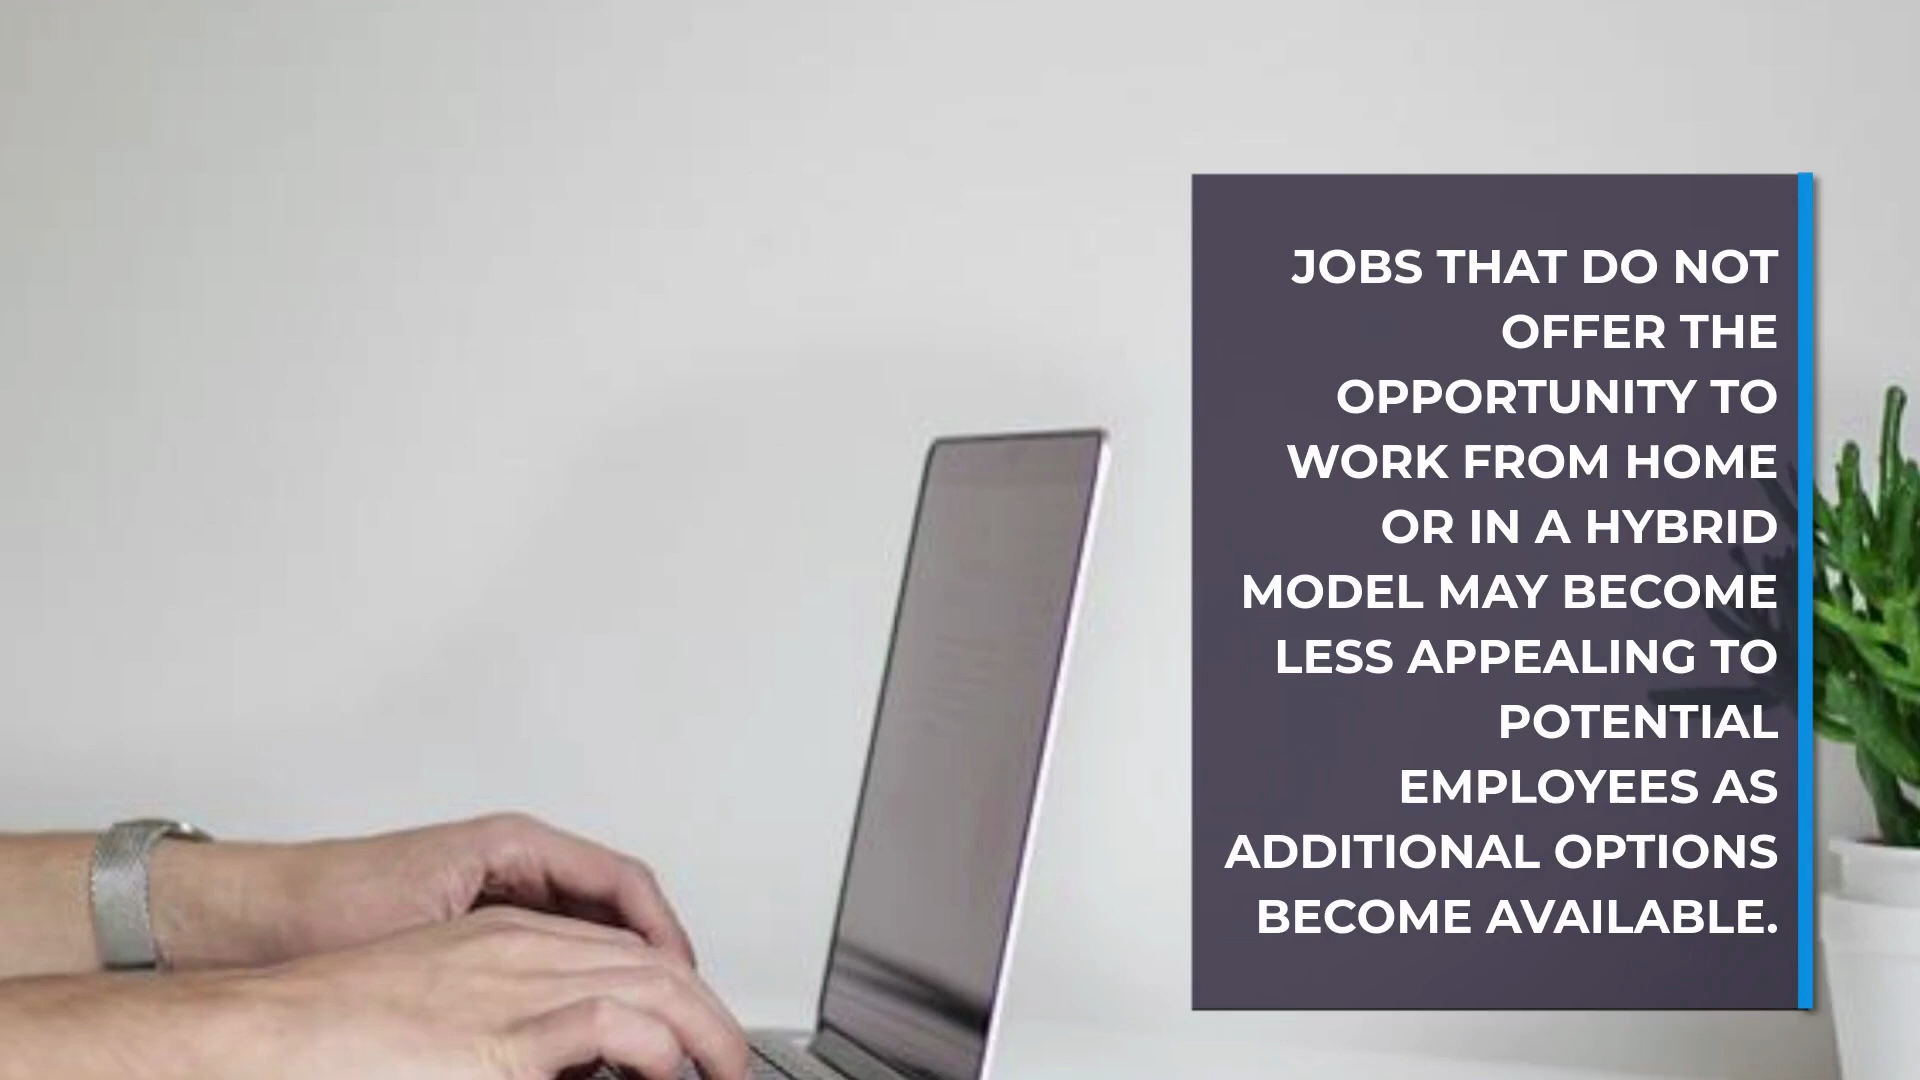 JOBS THAT DO NOT
OFFER THE
OPPORTUNITY TO
WORK FROM HOME
OR IN A HYBRID
MODEL MAY BECOME
LESS APPEALING TO
POTENTIAL
EMPLOYEES AS
ADDITIONAL OPTIONS
BECOME AVAILABLE.